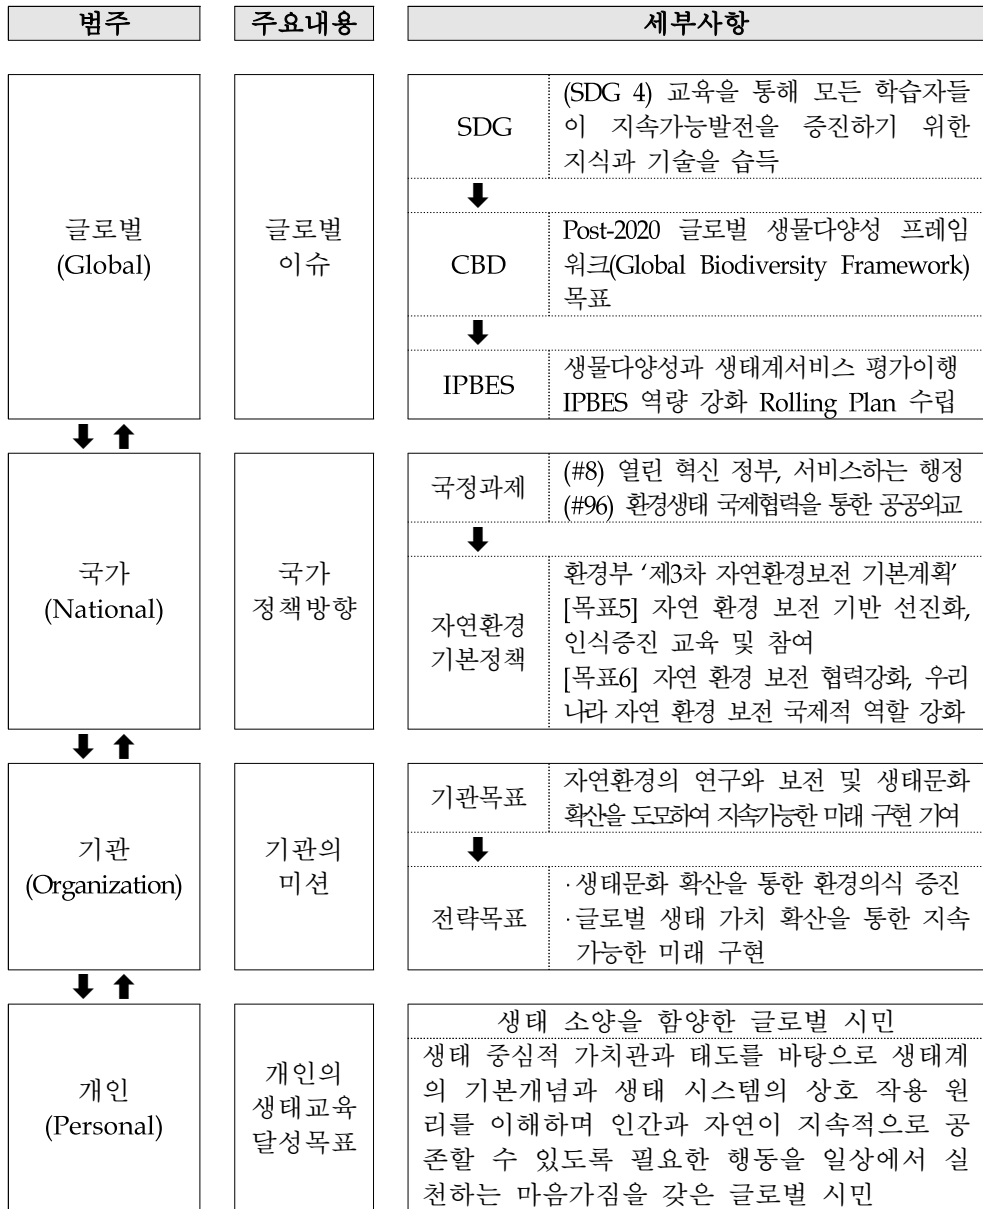 범주 주요내용 세부사항
글로벌
(Global)
글로벌
이슈
SDG
(SDG 4) 교육을 통해 모든 학습자들
이 지속가능발전을 증진하기 위한
지식과 기술을 습득
⬇
CBD
Post-2020 글로벌 생물다양성 프레임
워크(Global Biodiversity Framework)
목표
⬇
IPBES
생물다양성과 생태계서비스 평가이행
IPBES 역량 강화 Rolling Plan 수립
⬇ ⬆
국가
(National)
국가
정책방향
국정과제
(#8) 열린 혁신 정부, 서비스하는 행정
(#96) 환경생태 국제협력을 통한 공공외교
⬇
자연환경
기본정책
환경부 ‘제3차 자연환경보전 기본계획’
[목표5] 자연 환경 보전 기반 선진화,
인식증진 교육 및 참여
[목표6] 자연 환경 보전 협력강화, 우리
나라 자연 환경 보전 국제적 역할 강화
⬇ ⬆
기관
(Organization)
기관의
미션
기관목표
자연환경의 연구와 보전 및 생태문화
확산을 도모하여 지속가능한 미래 구현 기여
⬇
전략목표
·생태문화 확산을 통한 환경의식 증진
·글로벌 생태 가치 확산을 통한 지속
가능한 미래 구현
⬇ ⬆
개인
(Personal)
개인의
생태교육
달성목표
생태 소양을 함양한 글로벌 시민
생태 중심적 가치관과 태도를 바탕으로 생태계
의 기본개념과 생태 시스템의 상호 작용 원
리를 이해하며 인간과 자연이 지속적으로 공
존할 수 있도록 필요한 행동을 일상에서 실
천하는 마음가짐을 갖은 글로벌 시민